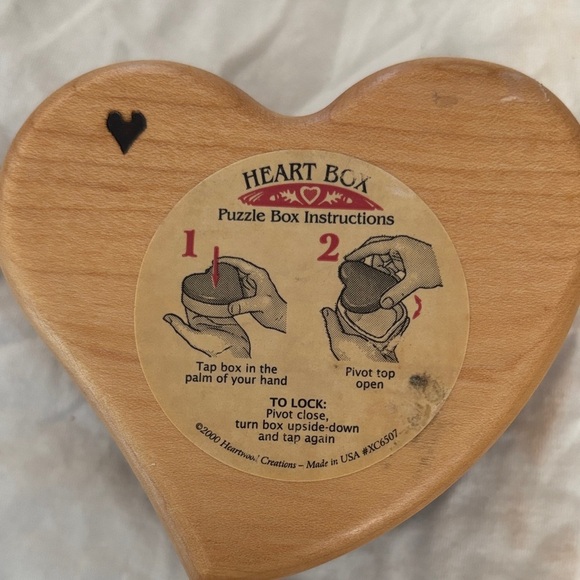 HEART BOX
Puzzle Box Instructions
1
2
Tap box in the
palm of your hand
Pivot top
open
TO LOCK:
Pivot close,
turn box upside-down
and tap again
©2000 Heartwood Creations – Made in USA #XC6507